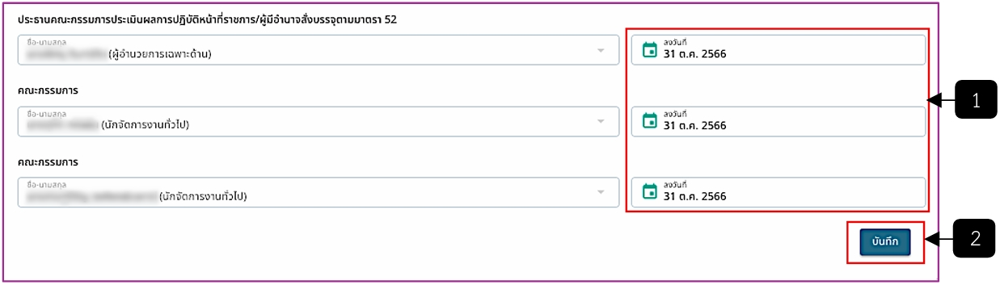 ประธานคณะกรรมการประเมินผลการปฏิบัติหน้าที่ราชการ/ผู้มีอำนาจสั่งบรรจุตามมาตรา 52
ชื่อ-นามสกุล
(ผู้อำนวยการเฉพาะด้าน)
ลงวันที่
31 ต.ค. 2566
คณะกรรมการ
1
ชื่อ-นามสกุล
(นักจัดการงานทั่วไป)
ลงวันที่
31 ต.ค. 2566
คณะกรรมการ
ชื่อ-นามสกุล
(นักจัดการงานทั่วไป)
ลงวันที่
31 ต.ค. 2566
บันทึก
2